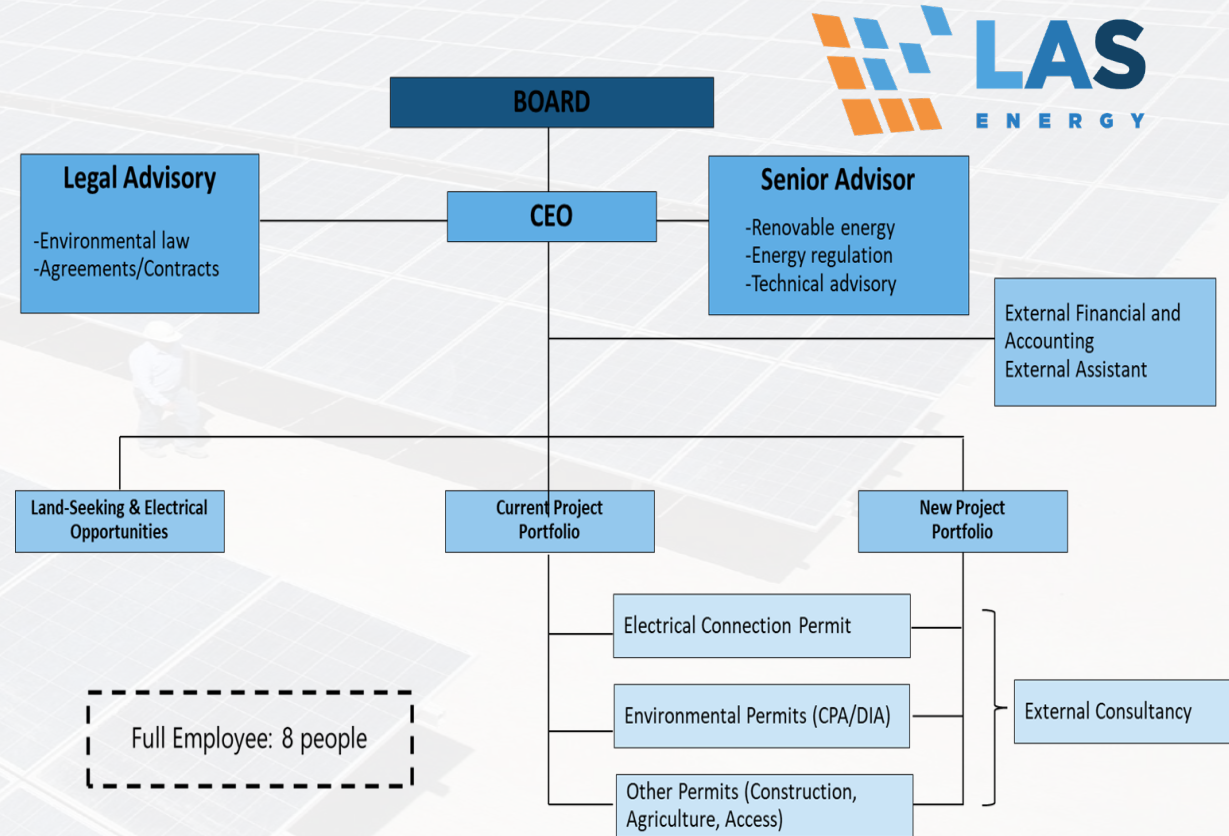 LAS
ENERGY
BOARD
Legal Advisory
-Environmental law
-Agreements/Contracts
CEO
Senior Advisor
-Renovable energy
-Energy regulation
-Technical advisory
External Financial and
Accounting
External Assistant
Land-Seeking & Electrical
Opportunities
Current Project
Portfolio
New Project
Portfolio
Electrical Connection Permit
Environmental Permits (CPA/DIA)
Other Permits (Construction,
Agriculture, Access)
External Consultancy
Full Employee: 8 people